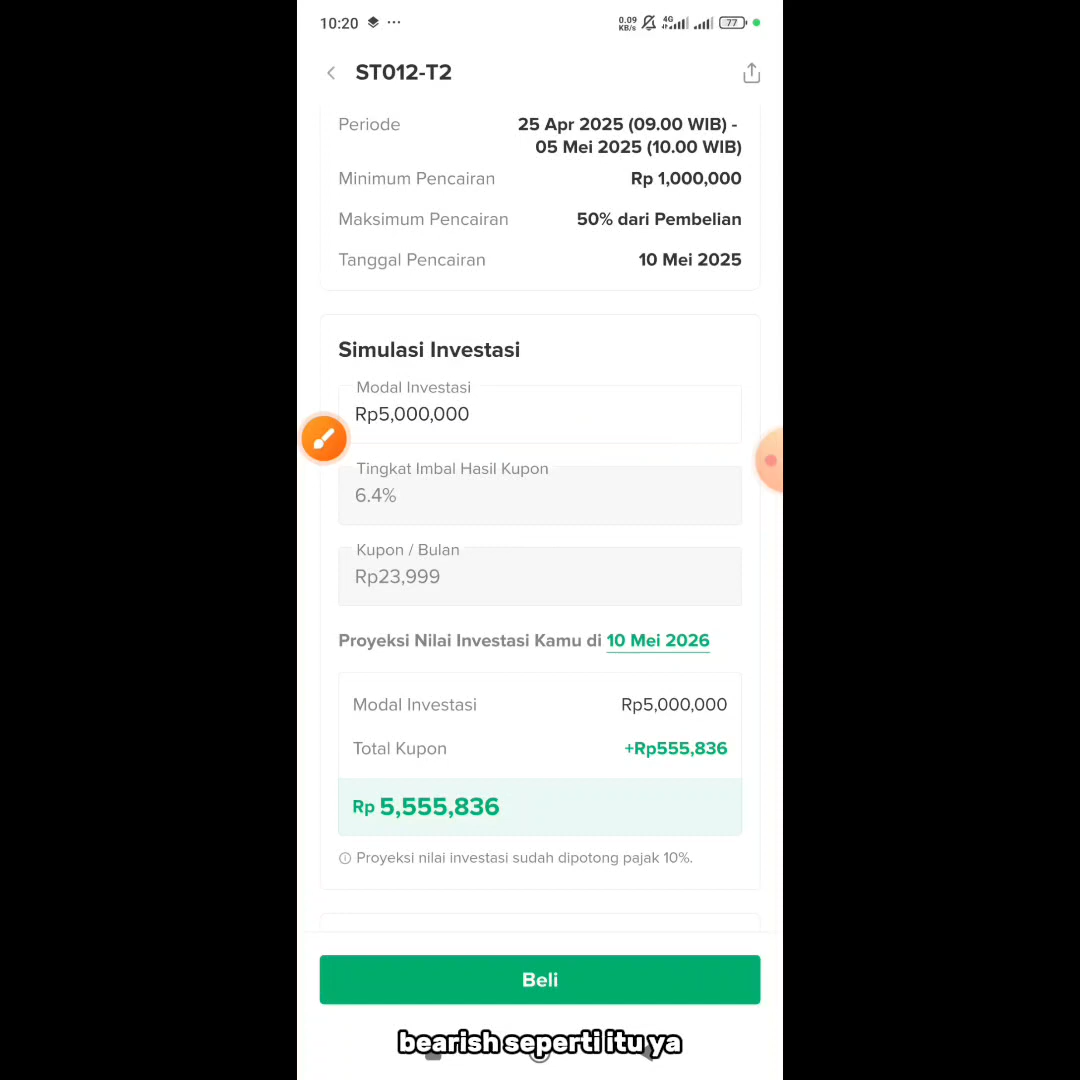 10:20
0.09 KB/s 4G 77
ST012-T2
Periode 25 Apr 2025 (09.00 WIB) -
05 Mei 2025 (10.00 WIB)
Minimum Pencairan Rp 1,000,000
Maksimum Pencairan 50% dari Pembelian
Tanggal Pencairan 10 Mei 2025
Simulasi Investasi
Modal Investasi
Rp5,000,000
Tingkat Imbal Hasil Kupon
6.4%
Kupon / Bulan
Rp23,999
Proyeksi Nilai Investasi Kamu di 10 Mei 2026
Modal Investasi Rp5,000,000
Total Kupon +Rp555,836
Rp 5,555,836
Proyeksi nilai investasi sudah dipotong pajak 10%.
Beli
bearish seperti itu ya